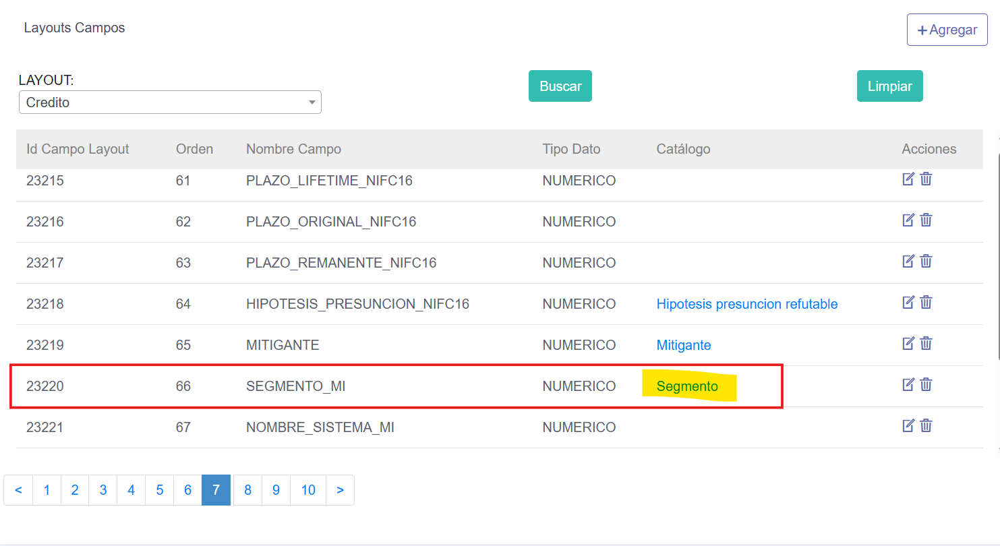 Layouts Campos
+Agregar
LAYOUT:
Credito
Buscar
Limpiar
Id Campo Layout Orden Nombre Campo Tipo Dato Catálogo Acciones
23215 61 PLAZO_LIFETIME_NIFC16 NUMERICO
23216 62 PLAZO_ORIGINAL_NIFC16 NUMERICO
23217 63 PLAZO_REMANENTE_NIFC16 NUMERICO
23218 64 HIPOTESIS_PRESUNCION_NIFC16 NUMERICO Hipotesis presuncion refutable
23219 65 MITIGANTE NUMERICO Mitigante
23220 66 SEGMENTO_MI NUMERICO Segmento
23221 67 NOMBRE_SISTEMA_MI NUMERICO
< 1 2 3 4 5 6 7 8 9 10 >